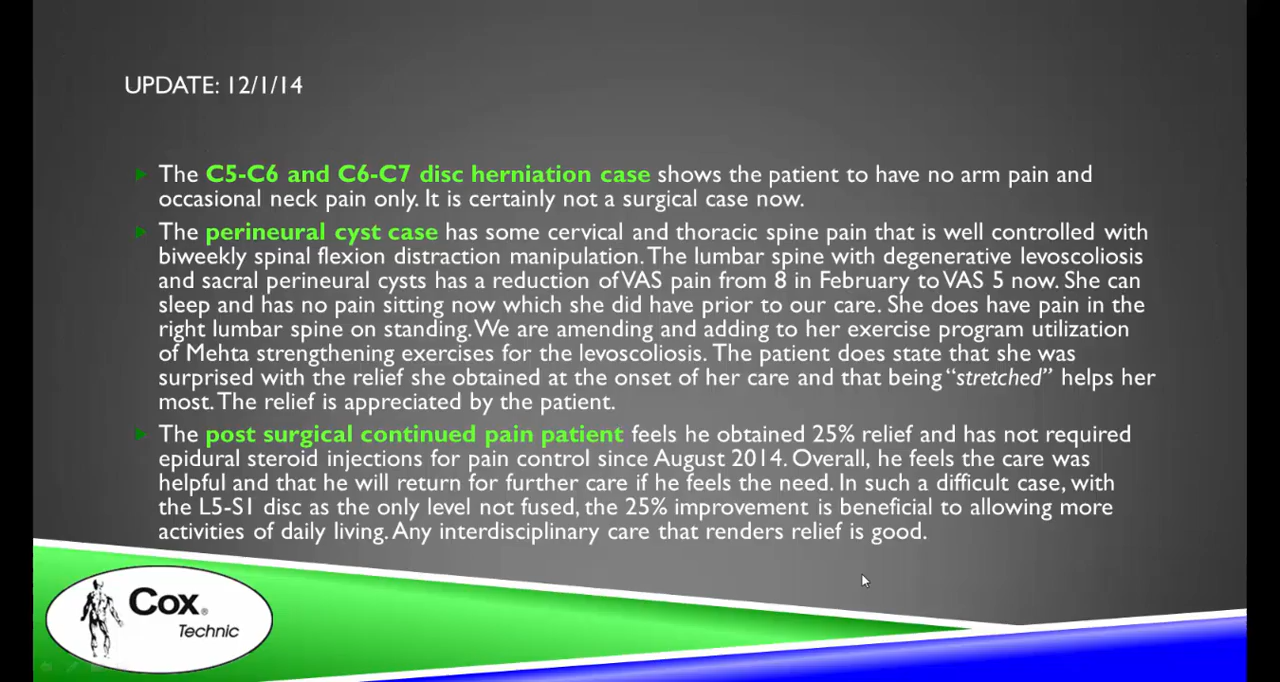 UPDATE: 12/1/14
The C5-C6 and C6-C7 disc herniation case shows the patient to have no arm pain and
occasional neck pain only. It is certainly not a surgical case now.
The perineural cyst case has some cervical and thoracic spine pain that is well controlled with
biweekly spinal flexion distraction manipulation. The lumbar spine with degenerative levoscoliosis
and sacral perineural cysts has a reduction of VAS pain from 8 in February to VAS 5 now. She can
sleep and has no pain sitting now which she did have prior to our care. She does have pain in the
right lumbar spine on standing. We are amending and adding to her exercise program utilization
of Mehta strengthening exercises for the levoscoliosis. The patient does state that she was
surprised with the relief she obtained at the onset of her care and that being “stretched” helps her
most. The relief is appreciated by the patient.
The post surgical continued pain patient feels he obtained 25% relief and has not required
epidural steroid injections for pain control since August 2014. Overall, he feels the care was
helpful and that he will return for further care if he feels the need. In such a difficult case, with
the L5-S1 disc as the only level not fused, the 25% improvement is beneficial to allowing more
activities of daily living. Any interdisciplinary care that renders relief is good.
Cox®
Technic